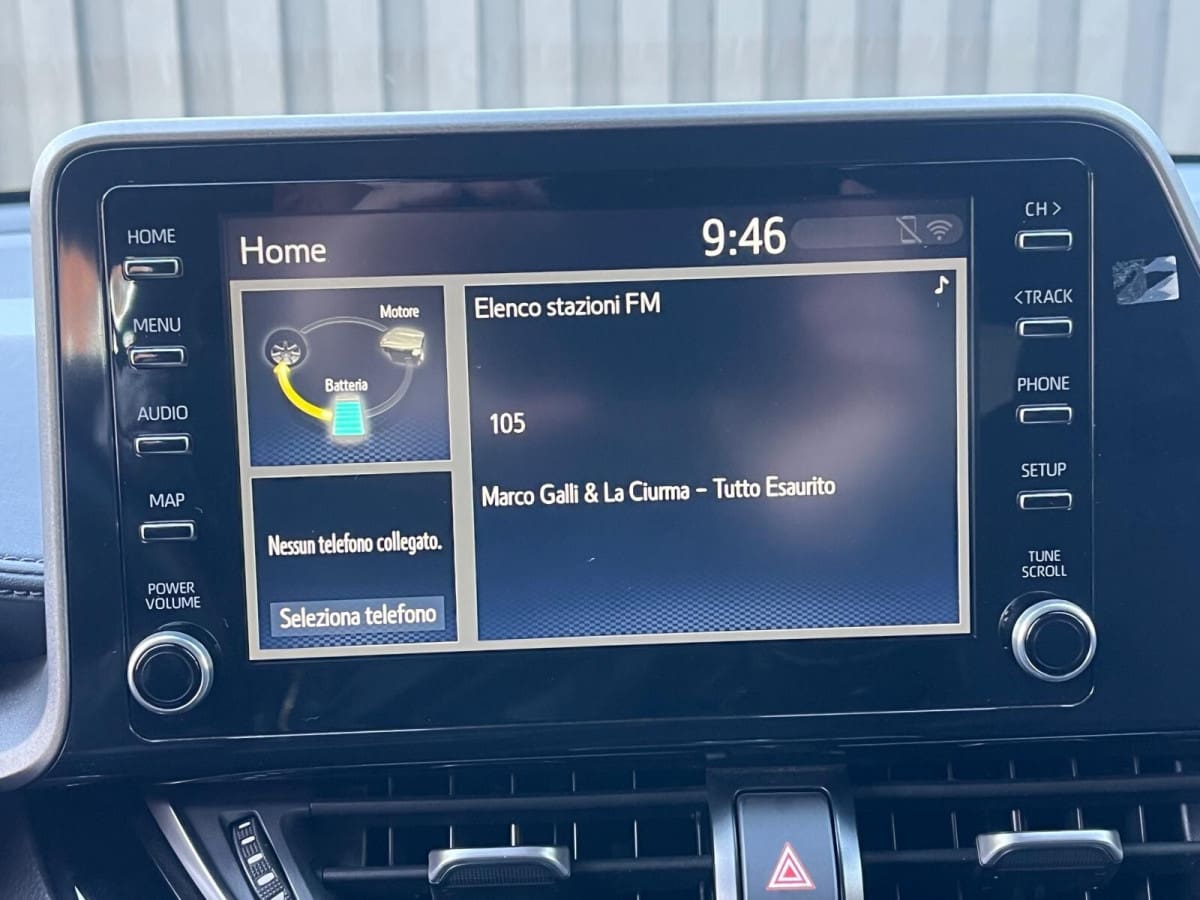 HOME
MENU
AUDIO
MAP
POWER
VOLUME
Home
9:46
Motore
Batteria
Nessun telefono collegato.
Seleziona telefono
Elenco stazioni FM
105
Marco Galli & La Ciurma - Tutto Esaurito
CH >
<TRACK
PHONE
SETUP
TUNE
SCROLL